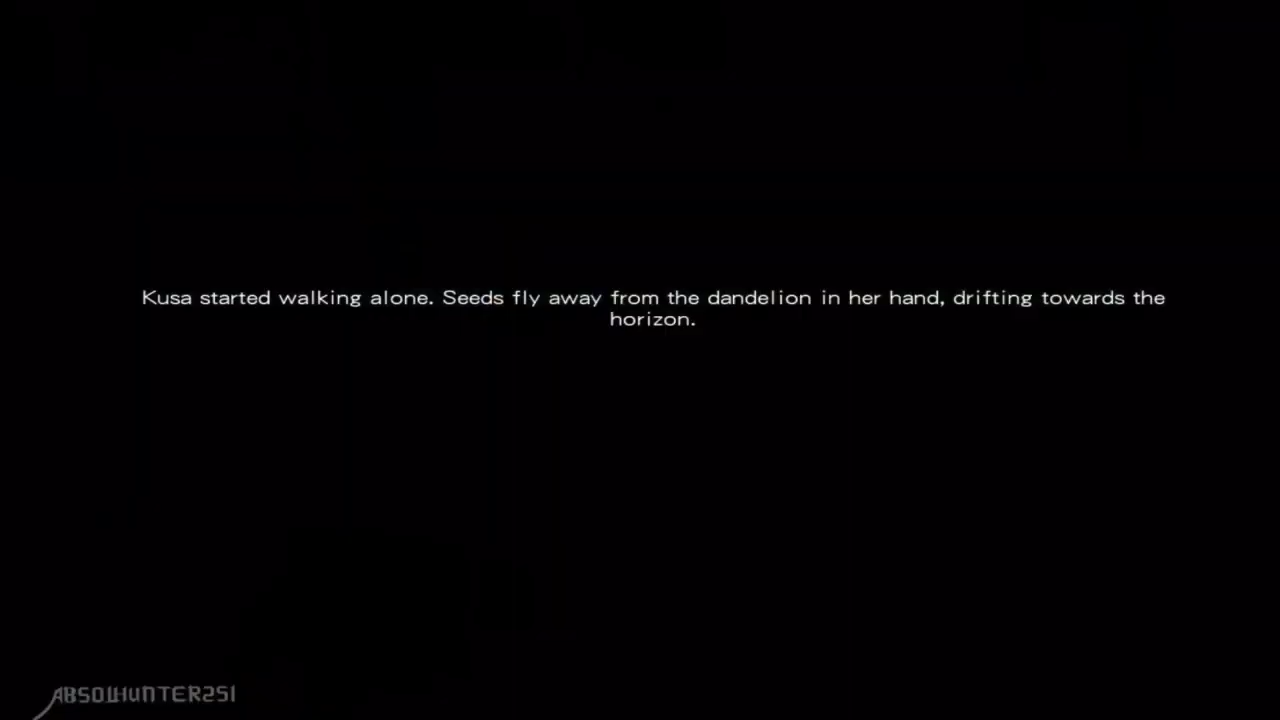 Kusa started walking alone. Seeds fly away from the dandelion in her hand, drifting towards the
horizon.
ABSOLHUNTER251